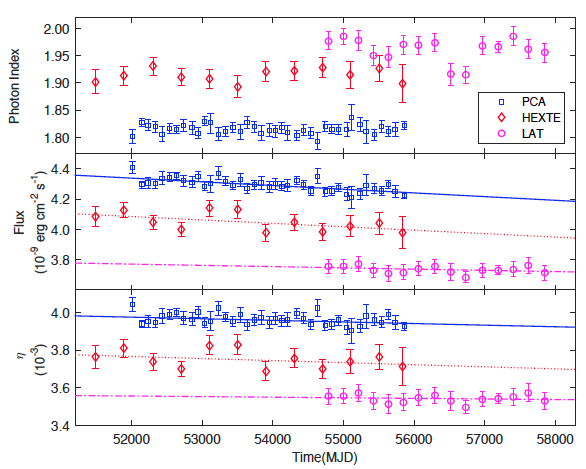 2.00
1.95
1.90
1.85
1.80
Photon Index
PCA
HEXTE
LAT
4.4
4.2
4.0
3.8
Flux
(10⁻⁹ erg cm⁻² s⁻¹)
4.0
3.8
3.6
3.4
η
(10⁻³)
52000 53000 54000 55000 56000 57000 58000
Time(MJD)